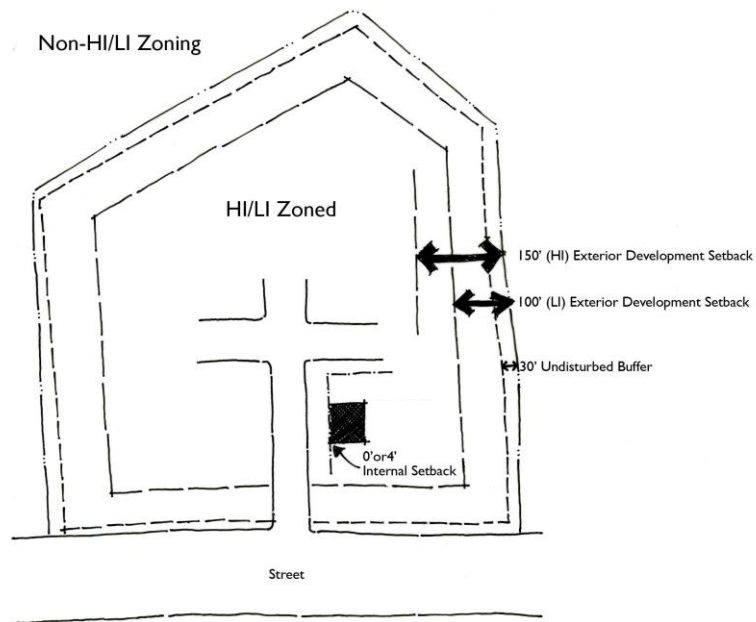 Non-HI/LI Zoning
HI/LI Zoned
150' (HI) Exterior Development Setback
100' (LI) Exterior Development Setback
30' Undisturbed Buffer
0'or4'
Internal Setback
Street